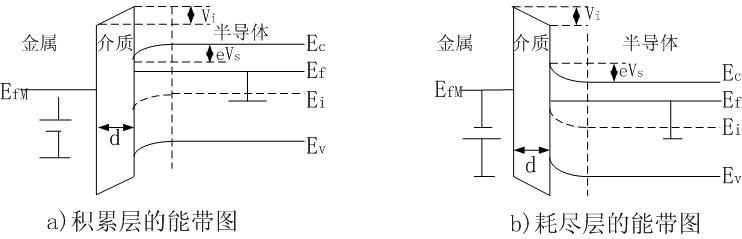 Vi
金属 介质 半导体
Ec
eVs
Ef
EfM
Ei
d
Ev
a)积累层的能带图
Vi
金属 介质 半导体
Ec
eVs
EfM
Ef
Ei
d
Ev
b)耗尽层的能带图